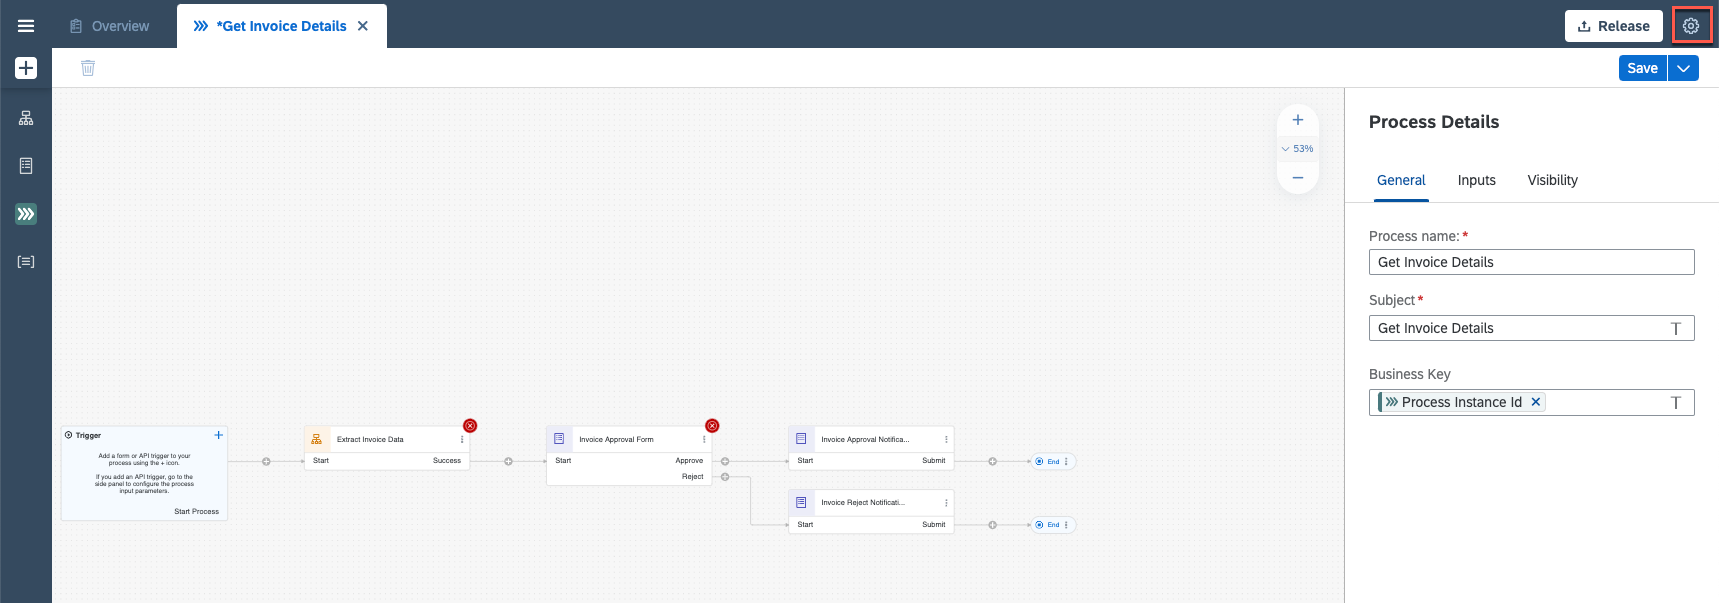 Overview
*Get Invoice Details
Release
Save
53%
Process Details
General Inputs Visibility
Process name:*
Get Invoice Details
Subject*
Get Invoice Details
Business Key
Process Instance Id
Trigger
Add a form or API trigger to your
process using the + icon.
If you add an API trigger, go to the
side panel to configure the process
input parameters.
Start Process
Extract Invoice Data
Start Success
Invoice Approval Form
Start Approve
Reject
Invoice Approval Notifica...
Start Submit
End
Invoice Reject Notificati...
Start Submit
End